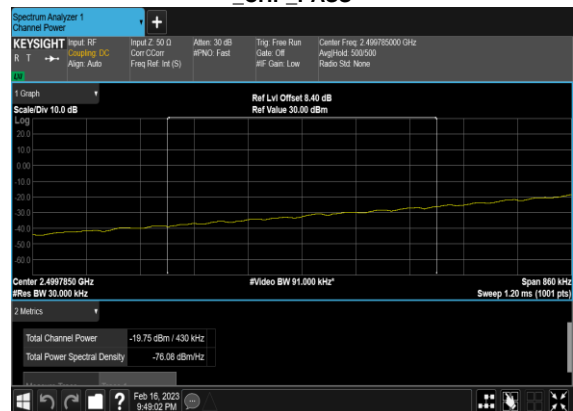 Spectrum Analyzer 1
Channel Power
+
KEYSIGHT
R T
LU
Input: RF
Coupling: DC
Align: Auto
Input Z: 50 Ω
Corr CCorr
Freq Ref: Int (S)
Atten: 30 dB
#PNO: Fast
Trig: Free Run
Gate: Off
#IF Gain: Low
Center Freq: 2.499785000 GHz
Avg|Hold: 500/500
Radio Std: None
1 Graph
Scale/Div 10.0 dB
Ref Lvl Offset 8.40 dB
Ref Value 30.00 dBm
Log
20.0
10.0
0.00
-10.0
-20.0
-30.0
-40.0
-50.0
-60.0
Center 2.4997850 GHz
#Res BW 30.000 kHz
#Video BW 91.000 kHz*
Span 860 kHz
Sweep 1.20 ms (1001 pts)
2 Metrics
Total Channel Power -19.75 dBm / 430 kHz
Total Power Spectral Density -76.08 dBm/Hz
?
Feb 16, 2023
9:49:02 PM